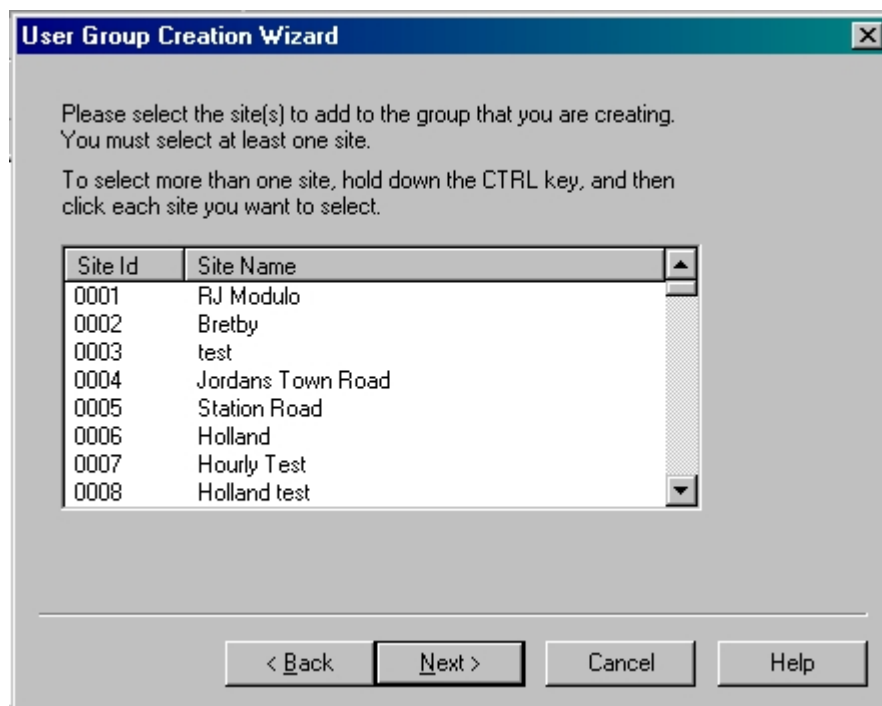 User Group Creation Wizard
Please select the site(s) to add to the group that you are creating.
You must select at least one site.
To select more than one site, hold down the CTRL key, and then
click each site you want to select.
Site Id Site Name
0001 RJ Modulo
0002 Bretby
0003 test
0004 Jordans Town Road
0005 Station Road
0006 Holland
0007 Hourly Test
0008 Holland test
< Back Next > Cancel Help